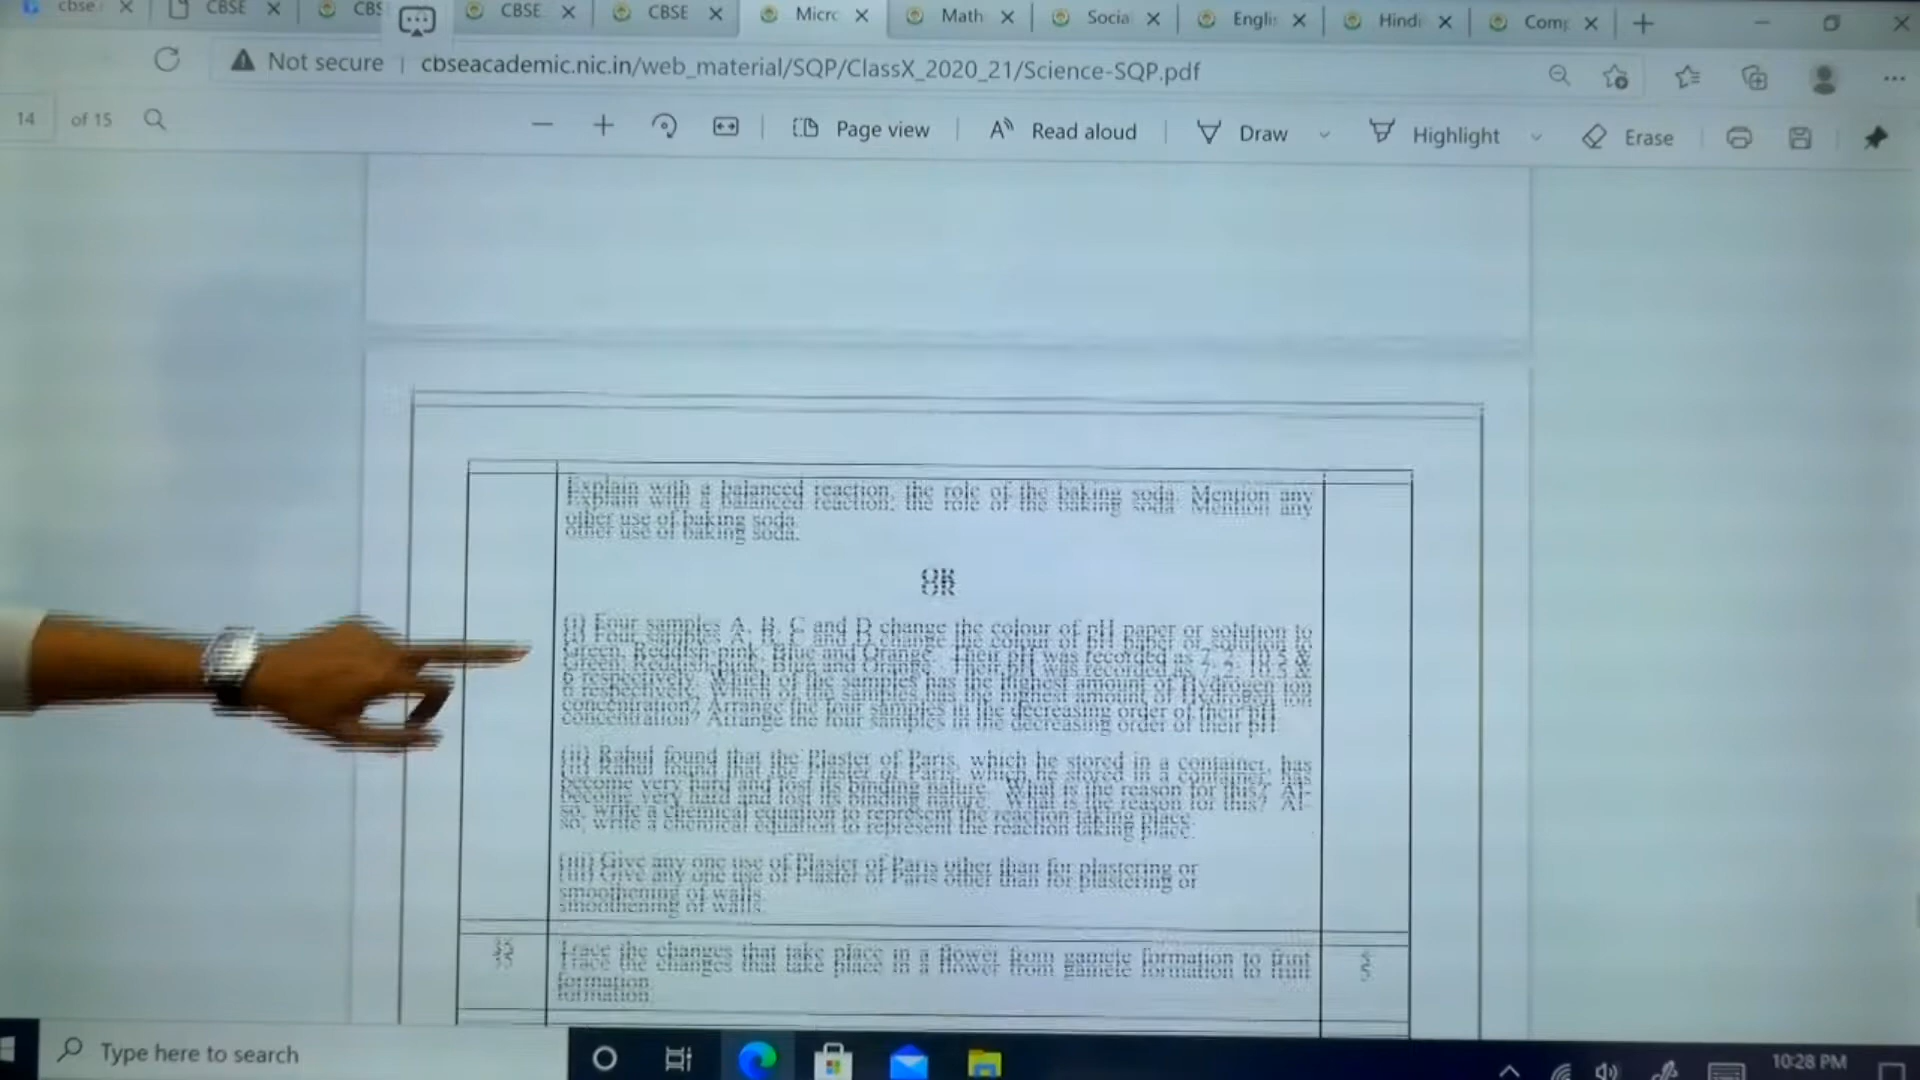 cbse CBSE CBS CBSE CBSE Micro Math Socia Englis Hindi Comp
Not secure | cbseacademic.nic.in/web_material/SQP/ClassX_2020_21/Science-SQP.pdf
14 of 15 Page view Read aloud Draw Highlight Erase
Explain with a balanced reaction, the role of the baking soda. Mention any
other use of baking soda.
OR
(i) Four samples A, B, C and D change the colour of pH paper or solution to
Green, Reddish-pink, Blue and Orange. Their pH was recorded as 7, 2, 10.5 &
6 respectively. Which of the samples has the highest amount of Hydrogen ion
concentration? Arrange the four samples in the decreasing order of their pH.
(ii) Rahul found that the Plaster of Paris, which he stored in a container, has
become very hard and lost its binding nature. What is the reason for this? Al-
so, write a chemical equation to represent the reaction taking place.
(iii) Give any one use of Plaster of Paris other than for plastering or
smoothening of walls.
Trace the changes that take place in a flower from gamete formation to fruit 5
formation.
Type here to search
10:28 PM